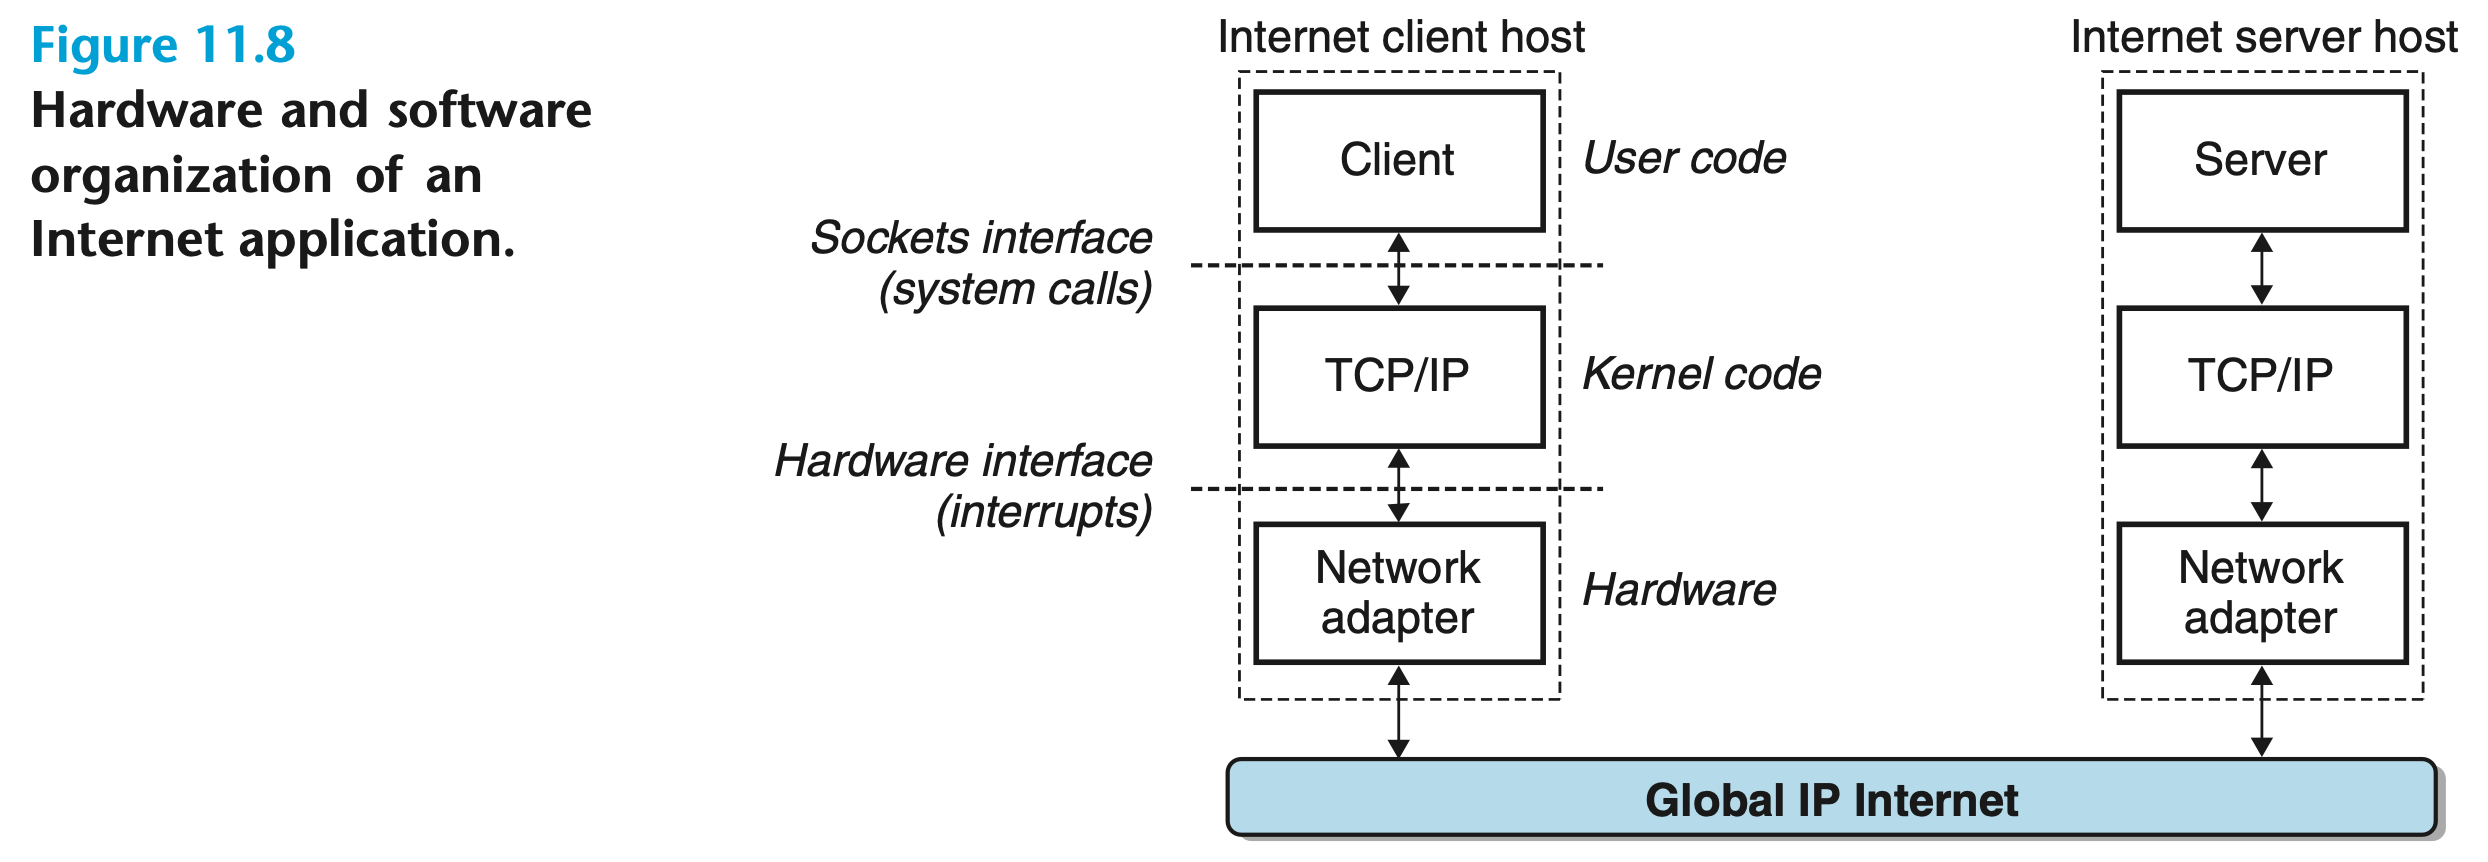 Figure 11.8
Hardware and software
organization of an
Internet application.
Internet client host
Internet server host
Client
User code
Server
Sockets interface
(system calls)
TCP/IP
Kernel code
TCP/IP
Hardware interface
(interrupts)
Network
adapter
Hardware
Network
adapter
Global IP Internet